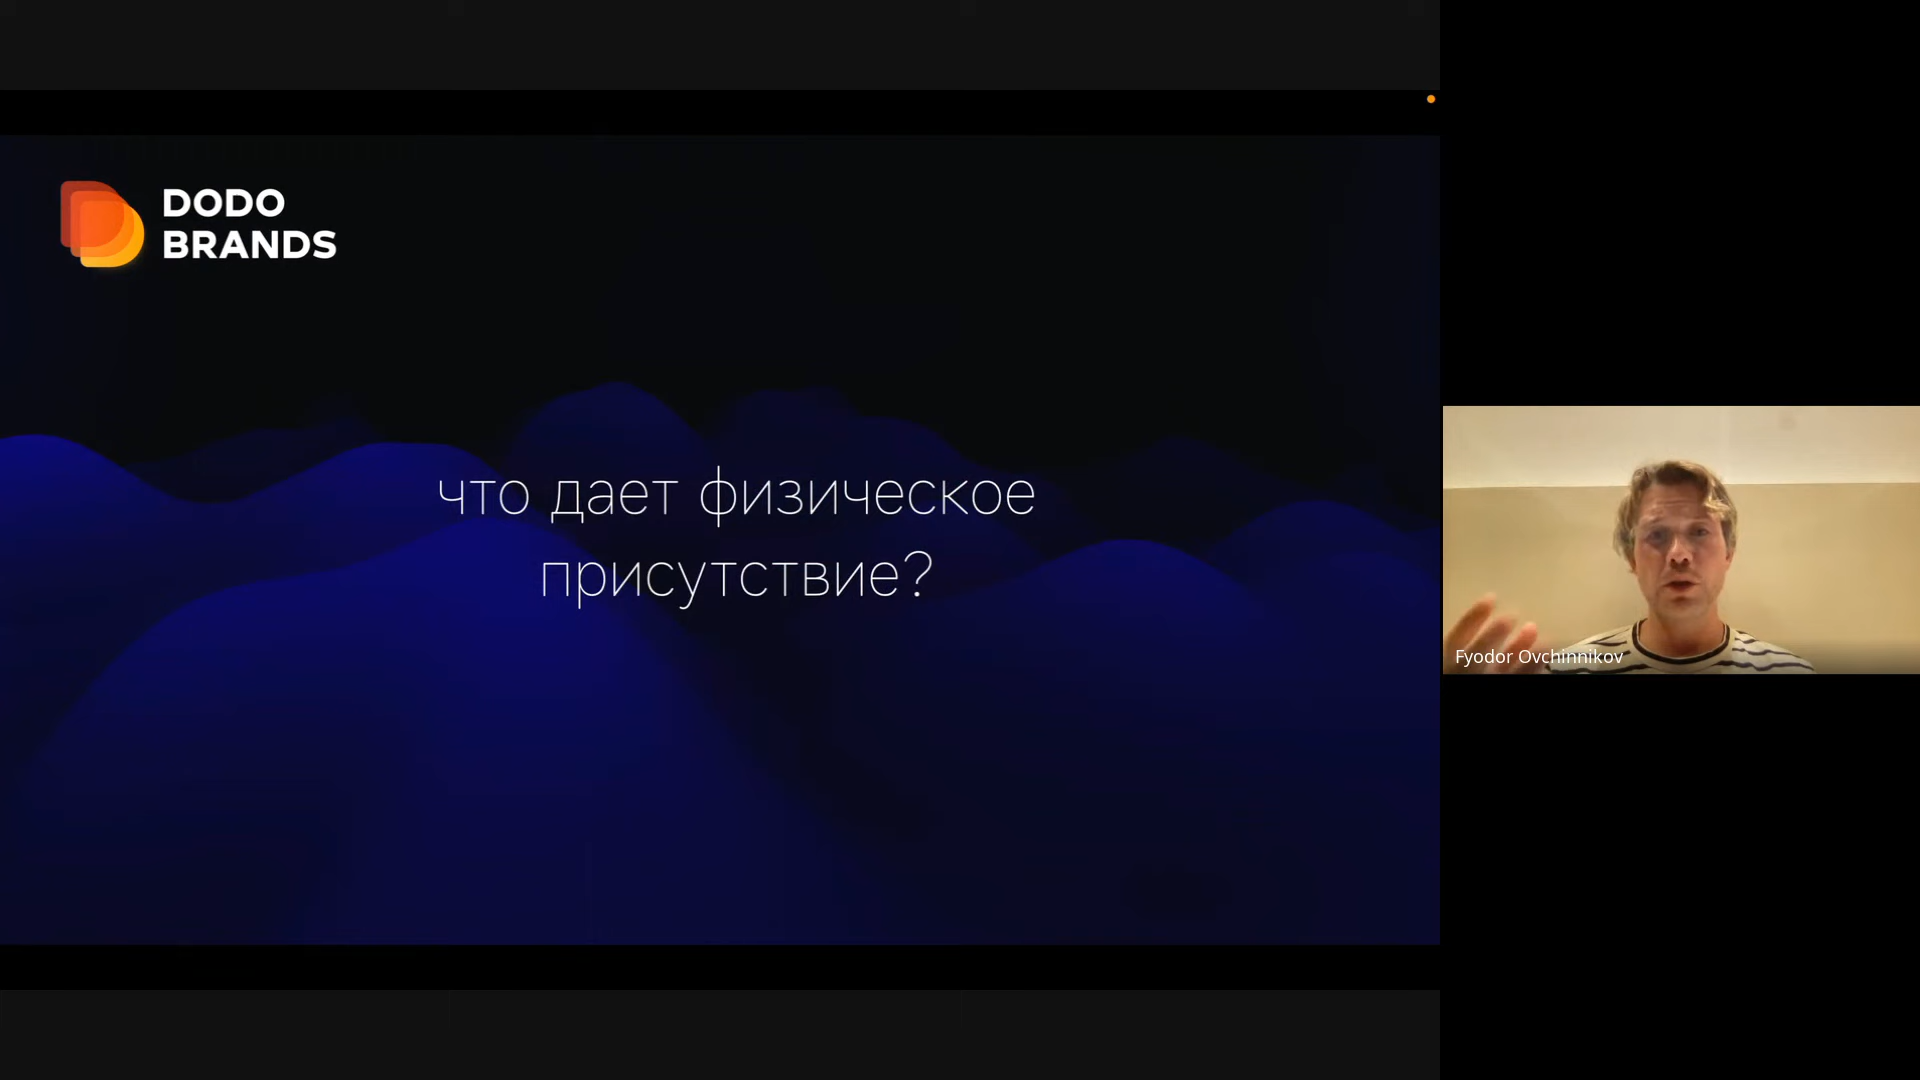 DODO
BRANDS
что дает физическое
присутствие?
Fyodor Ovchinnikov